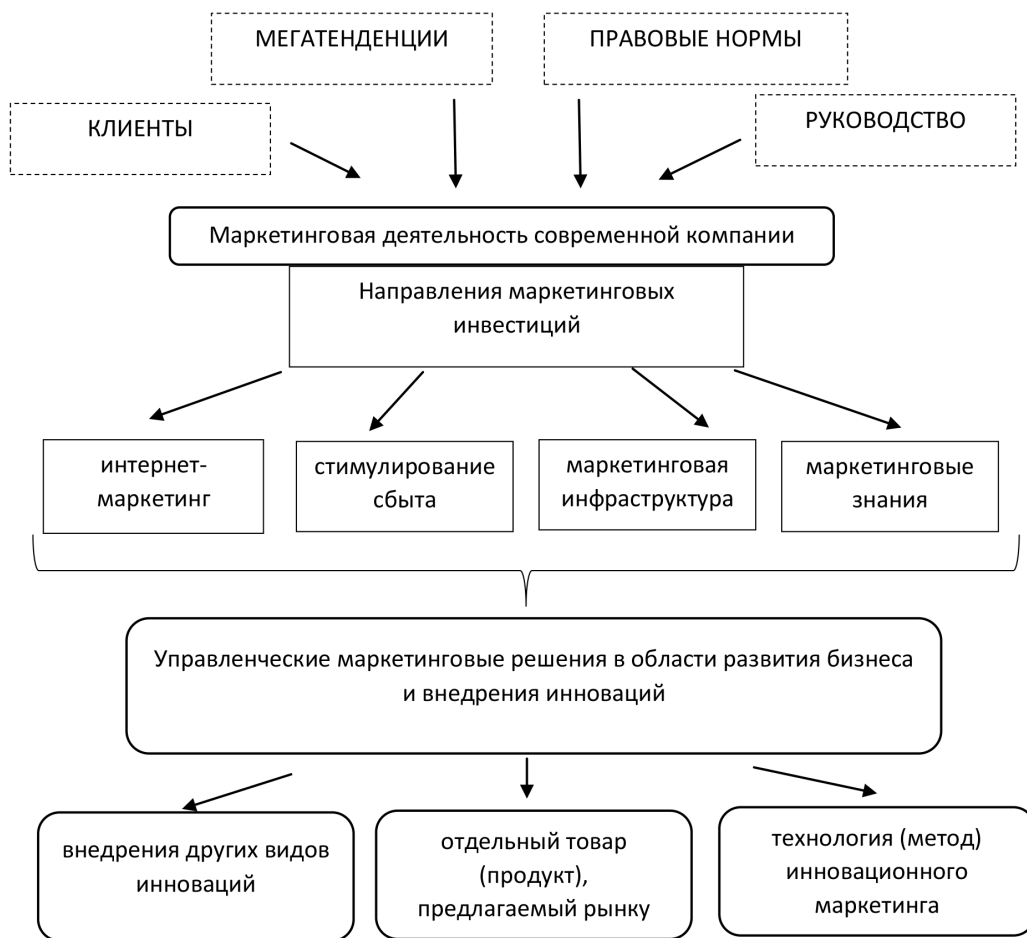 МЕГАТЕНДЕНЦИИ
ПРАВОВЫЕ НОРМЫ
КЛИЕНТЫ
РУКОВОДСТВО
Маркетинговая деятельность современной компании
Направления маркетинговых
инвестиций
интернет-
маркетинг
стимулирование
сбыта
маркетинговая
инфраструктура
маркетинговые
знания
Управленческие маркетинговые решения в области развития бизнеса
и внедрения инноваций
внедрения других видов
инноваций
отдельный товар
(продукт),
предлагаемый рынку
технология (метод)
инновационного
маркетинга